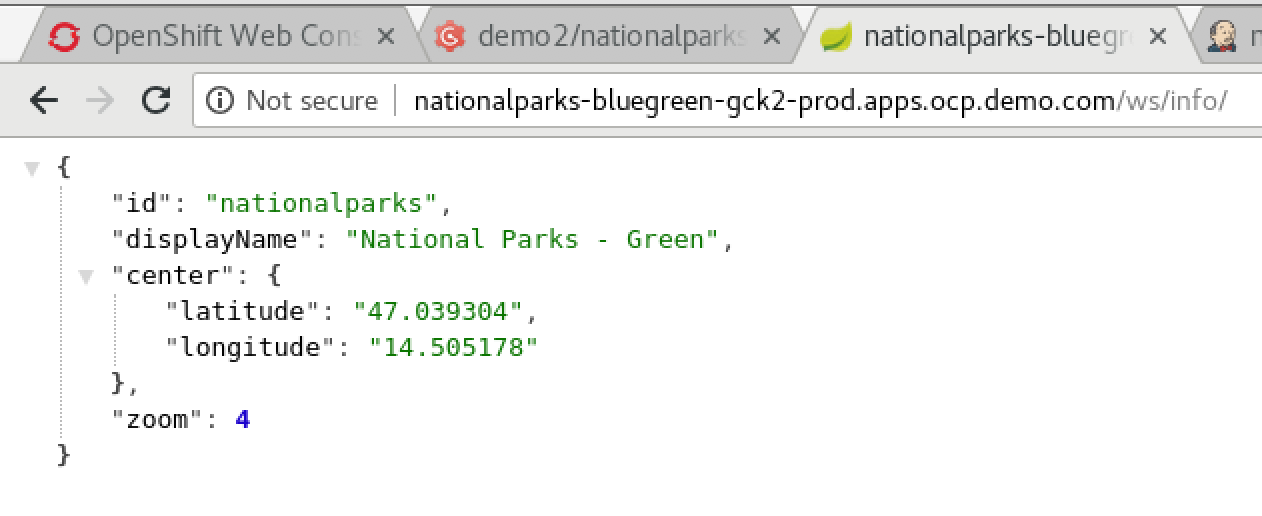 OpenShift Web Cons
demo2/nationalparks
nationalparks-bluegr
Not secure
nationalparks-bluegreen-gck2-prod.apps.ocp.demo.com/ws/info/
{
"id": "nationalparks",
"displayName": "National Parks - Green",
"center": {
"latitude": "47.039304",
"longitude": "14.505178"
},
"zoom": 4
}